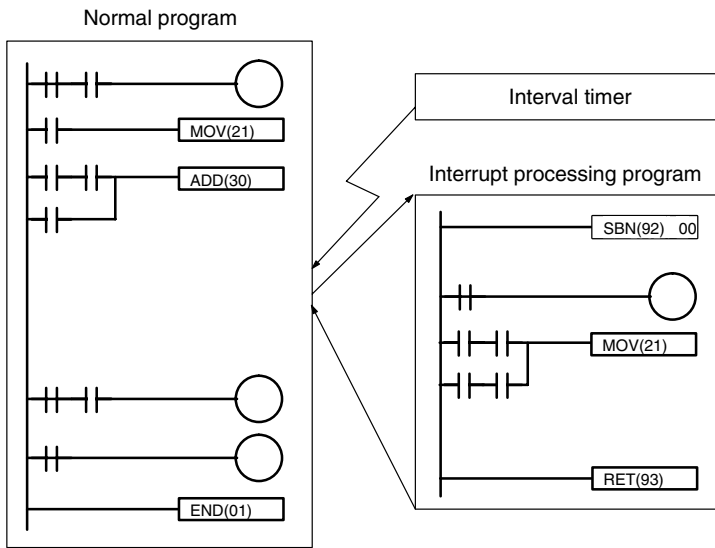 Normal program
MOV(21)
ADD(30)
END(01)
Interval timer
Interrupt processing program
SBN(92) 00
MOV(21)
RET(93)